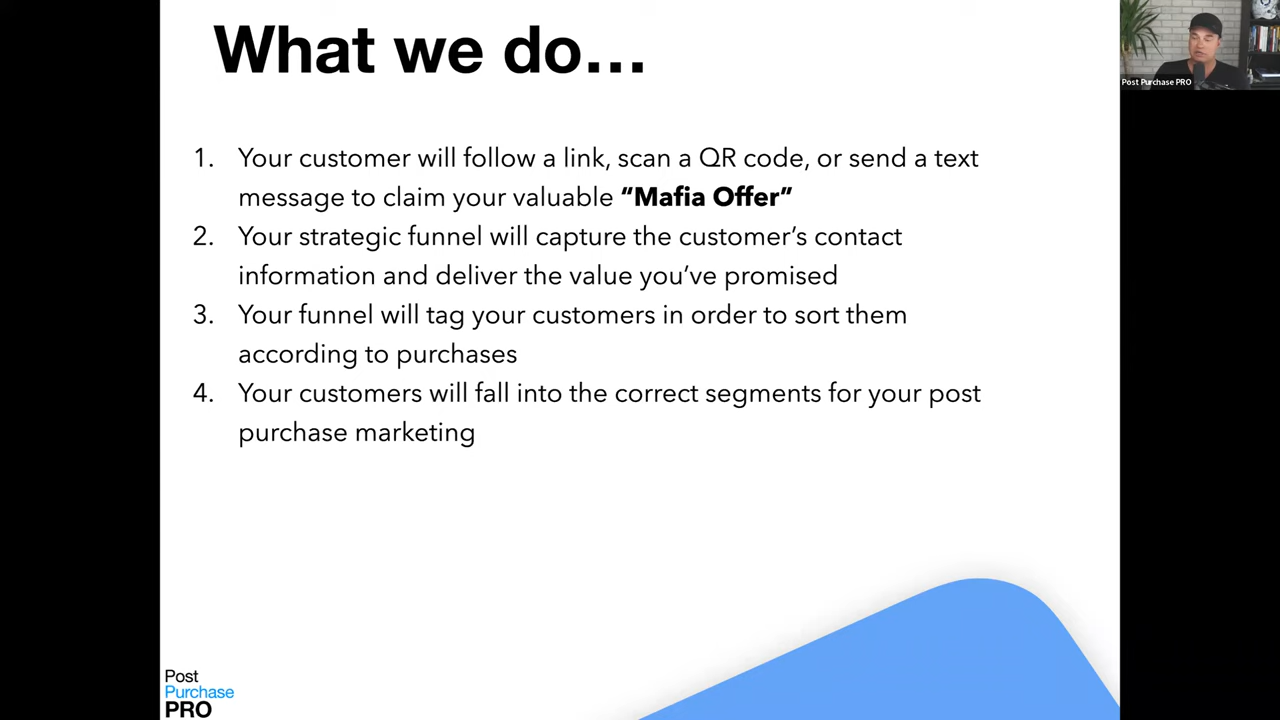 What we do…
1. Your customer will follow a link, scan a QR code, or send a text
message to claim your valuable “Mafia Offer”
2. Your strategic funnel will capture the customer’s contact
information and deliver the value you’ve promised
3. Your funnel will tag your customers in order to sort them
according to purchases
4. Your customers will fall into the correct segments for your post
purchase marketing
Post Purchase PRO
Post
Purchase
PRO